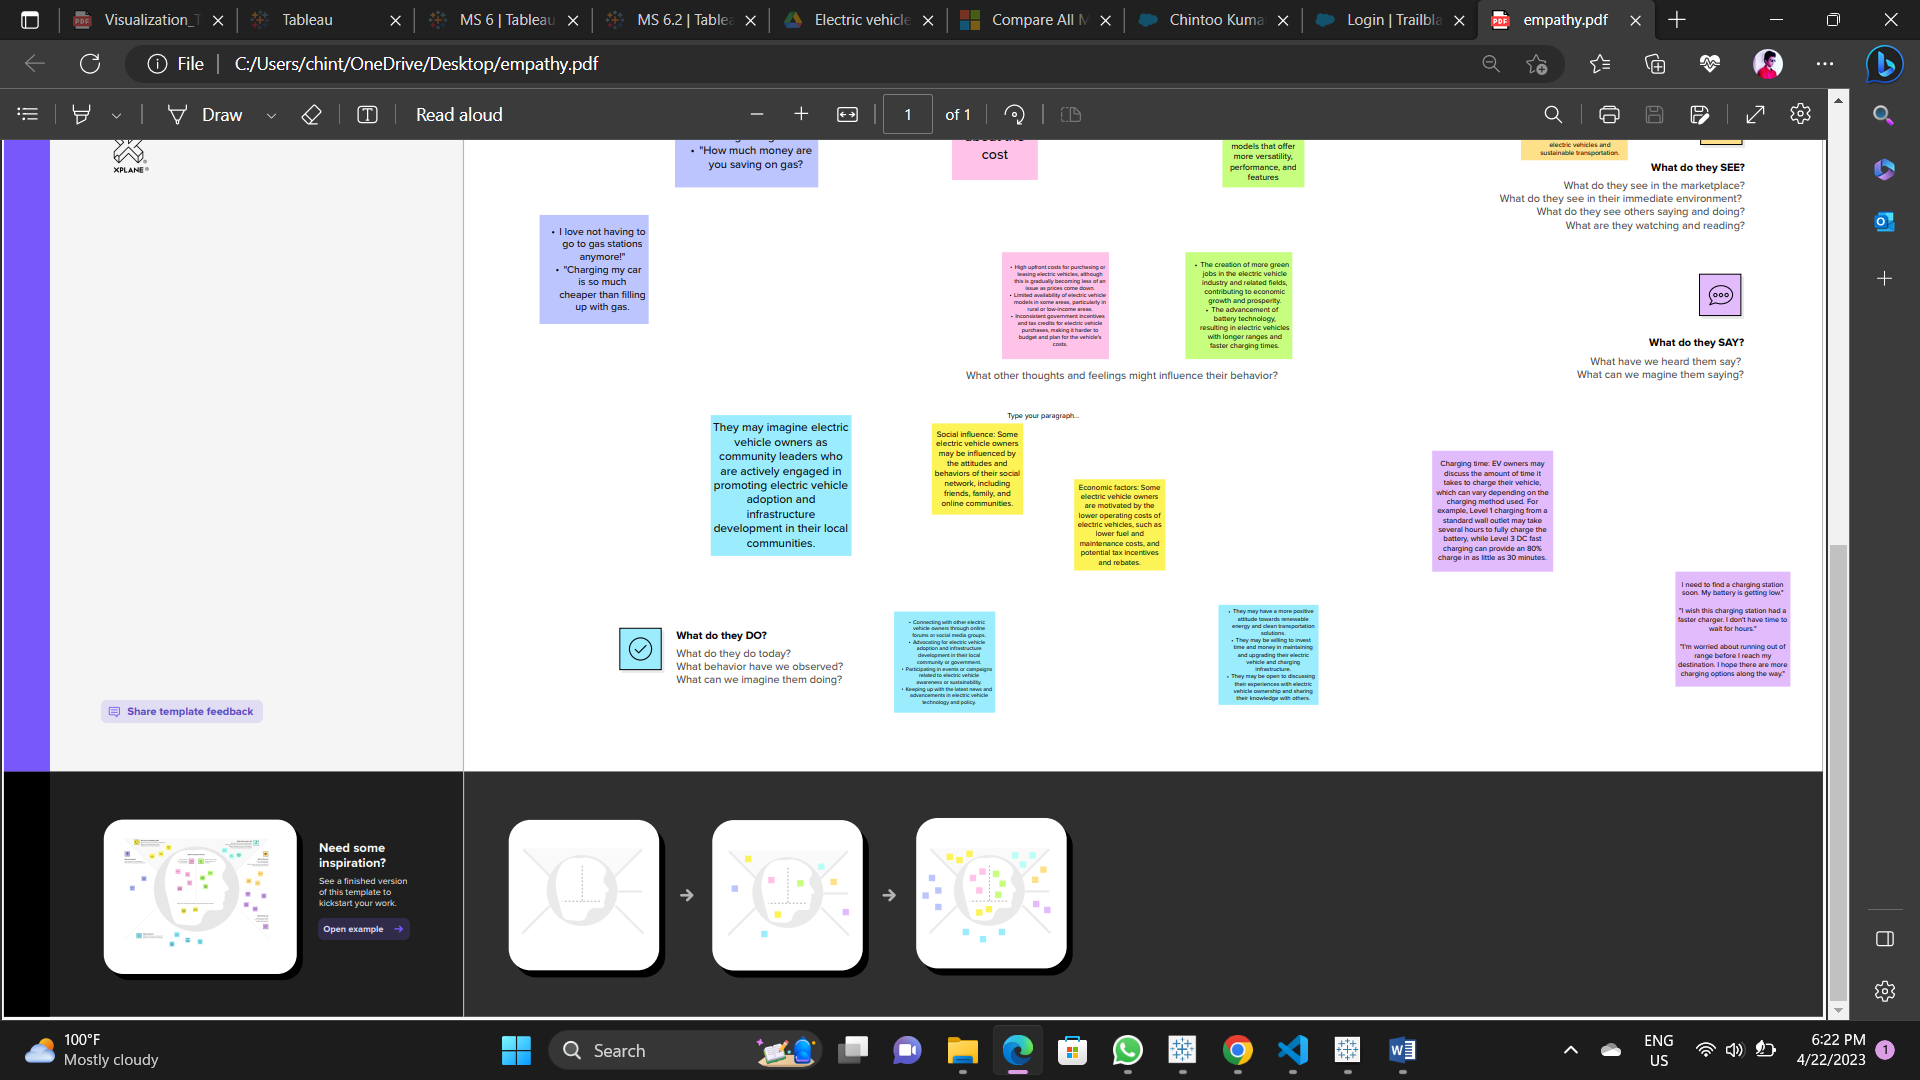 Visualization_T
Tableau
MS 6 | Tableau
MS 6.2 | Tablea
Electric vehicle
Compare All M
Chintoo Kuma
Login | Trailbla
empathy.pdf
File
C:/Users/chint/OneDrive/Desktop/empathy.pdf
Draw
Read aloud
1
of 1
XPLANE
• "How much money are
you saving on gas?
cost
models that offer
more versatility,
performance, and
features
electric vehicles and
sustainable transportation.
What do they SEE?
What do they see in the marketplace?
What do they see in their immediate environment?
What do they see others saying and doing?
What are they watching and reading?
• I love not having to
go to gas stations
anymore!"
• "Charging my car
is so much
cheaper than filling
up with gas.
• High upfront costs for purchasing or
leasing electric vehicles, although
this is gradually becoming less of an
issue as prices come down.
• Limited availability of electric vehicle
models in some areas, particularly in
rural or low-income areas.
• Inconsistent government incentives
and tax credits for electric vehicle
purchases, making it harder to
budget and plan for the vehicle's
costs.
• The creation of more green
jobs in the electric vehicle
industry and related fields,
contributing to economic
growth and prosperity.
• The advancement of
battery technology,
resulting in electric vehicles
with longer ranges and
faster charging times.
What do they SAY?
What have we heard them say?
What can we magine them saying?
What other thoughts and feelings might influence their behavior?
Type your paragraph...
They may imagine electric
vehicle owners as
community leaders who
are actively engaged in
promoting electric vehicle
adoption and
infrastructure
development in their local
communities.
Social influence: Some
electric vehicle owners
may be influenced by
the attitudes and
behaviors of their social
network, including
friends, family, and
online communities.
Economic factors: Some
electric vehicle owners
are motivated by the
lower operating costs of
electric vehicles, such as
lower fuel and
maintenance costs, and
potential tax incentives
and rebates.
Charging time: EV owners may
discuss the amount of time it
takes to charge their vehicle,
which can vary depending on the
charging method used. For
example, Level 1 charging from a
standard wall outlet may take
several hours to fully charge the
battery, while Level 3 DC fast
charging can provide an 80%
charge in as little as 30 minutes.
I need to find a charging station
soon. My battery is getting low."
"I wish this charging station had a
faster charger. I don't have time to
wait for hours."
"I'm worried about running out of
range before I reach my
destination. I hope there are more
charging options along the way."
What do they DO?
What do they do today?
What behavior have we observed?
What can we imagine them doing?
• Connecting with other electric
vehicle owners through online
forums or social media groups.
• Advocating for electric vehicle
adoption and infrastructure
development in their local
community or government.
• Participating in events or campaigns
related to electric vehicle
awareness or sustainability.
• Keeping up with the latest news and
advancements in electric vehicle
technology and policy.
• They may have a more positive
attitude towards renewable
energy and clean transportation
solutions.
• They may be willing to invest
time and money in maintaining
and upgrading their electric
vehicle and charging
infrastructure.
• They may be open to discussing
their experiences with electric
vehicle ownership and sharing
their knowledge with others.
Share template feedback
Need some
inspiration?
See a finished version
of this template to
kickstart your work.
Open example
100°F
Mostly cloudy
Search
ENG
US
6:22 PM
4/22/2023
1